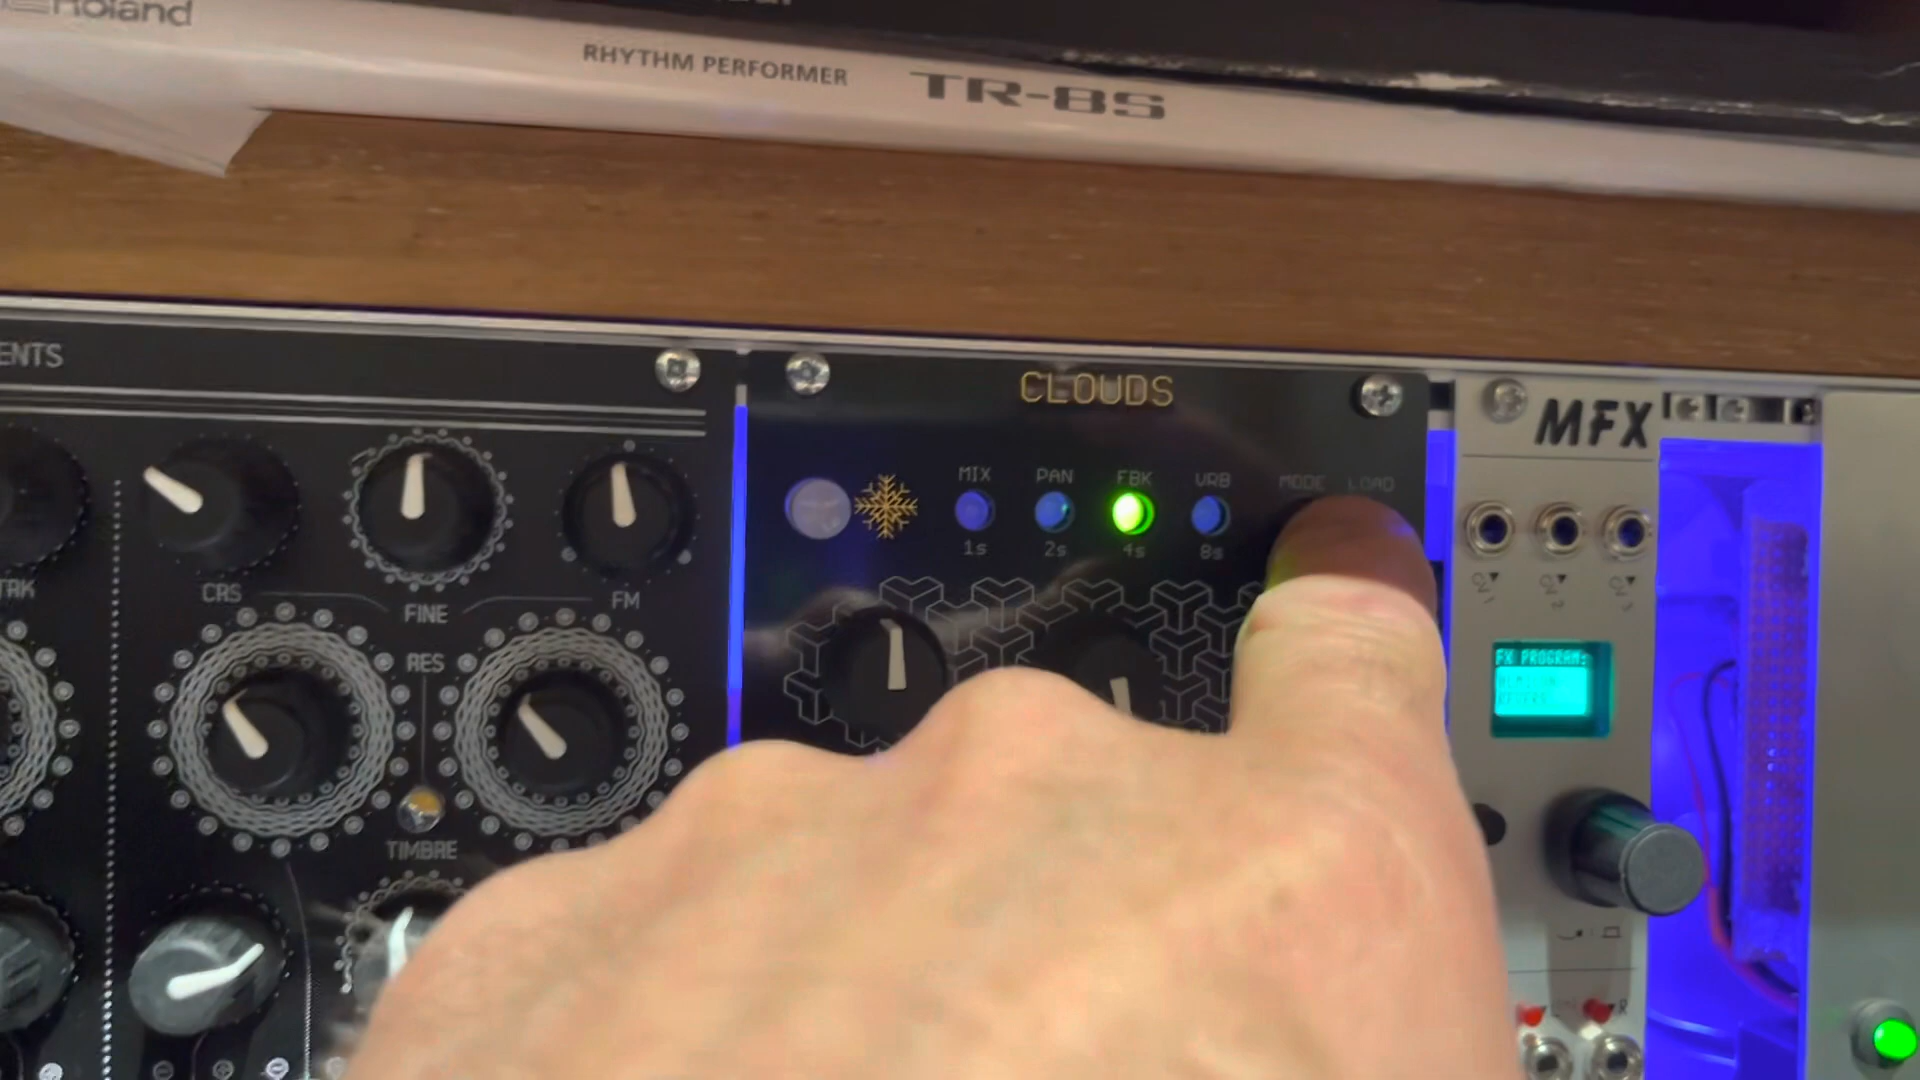 Roland
RHYTHM PERFORMER TR-8S
ENTS
CLOUDS
MFX
MIX PAN FBK VRB MODE LOAD
1s 2s 4s 8s
TRK
CRS FINE FM
RES
FX PROGRAM:
TIMBRE
R